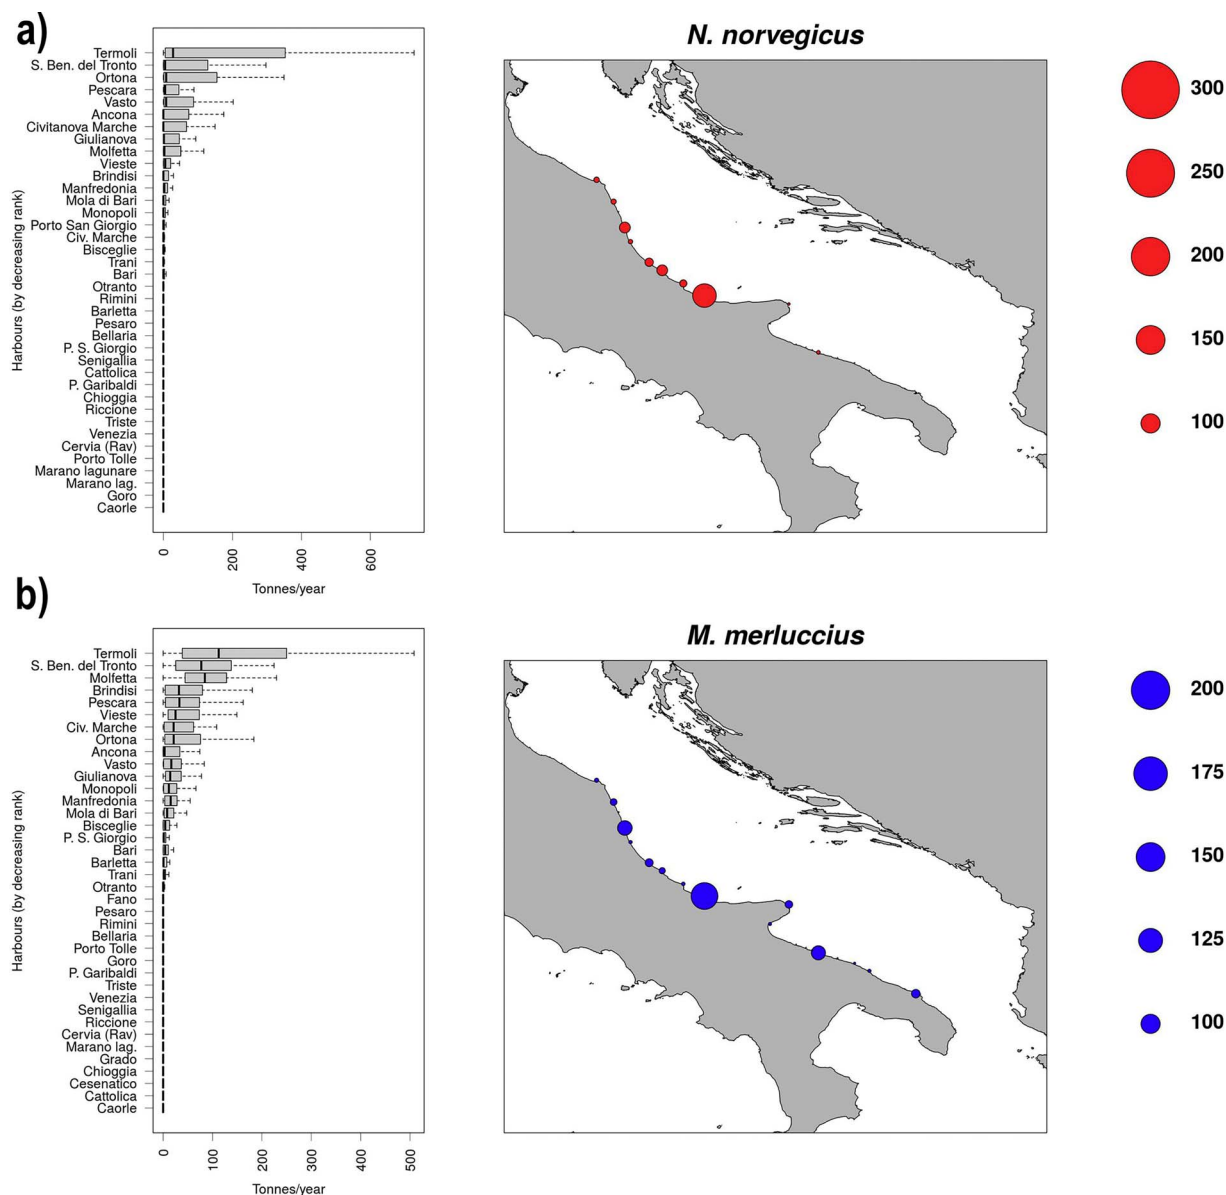 a)
Harbours (by decreasing rank)
Termoli
S. Ben. del Tronto
Ortona
Pescara
Vasto
Ancona
Civitanova Marche
Giulianova
Molfetta
Vieste
Brindisi
Manfredonia
Mola di Bari
Monopoli
Porto San Giorgio
Civ. Marche
Bisceglie
Trani
Bari
Otranto
Rimini
Barletta
Pesaro
Bellaria
P. S. Giorgio
Senigallia
Cattolica
P. Garibaldi
Chioggia
Riccione
Triste
Venezia
Cervia (Rav)
Porto Tolle
Marano lagunare
Marano lag.
Goro
Caorle
0 200 400 600
Tonnes/year
N. norvegicus
300
250
200
150
100
b)
Harbours (by decreasing rank)
Termoli
S. Ben. del Tronto
Molfetta
Brindisi
Pescara
Vieste
Civ. Marche
Ortona
Ancona
Vasto
Giulianova
Monopoli
Manfredonia
Mola di Bari
Bisceglie
P. S. Giorgio
Bari
Barletta
Trani
Otranto
Fano
Pesaro
Rimini
Bellaria
Porto Tolle
Goro
P. Garibaldi
Triste
Venezia
Senigallia
Riccione
Cervia (Rav)
Marano lag.
Grado
Chioggia
Cesenatico
Cattolica
Caorle
0 100 200 300 400 500
Tonnes/year
M. merluccius
200
175
150
125
100